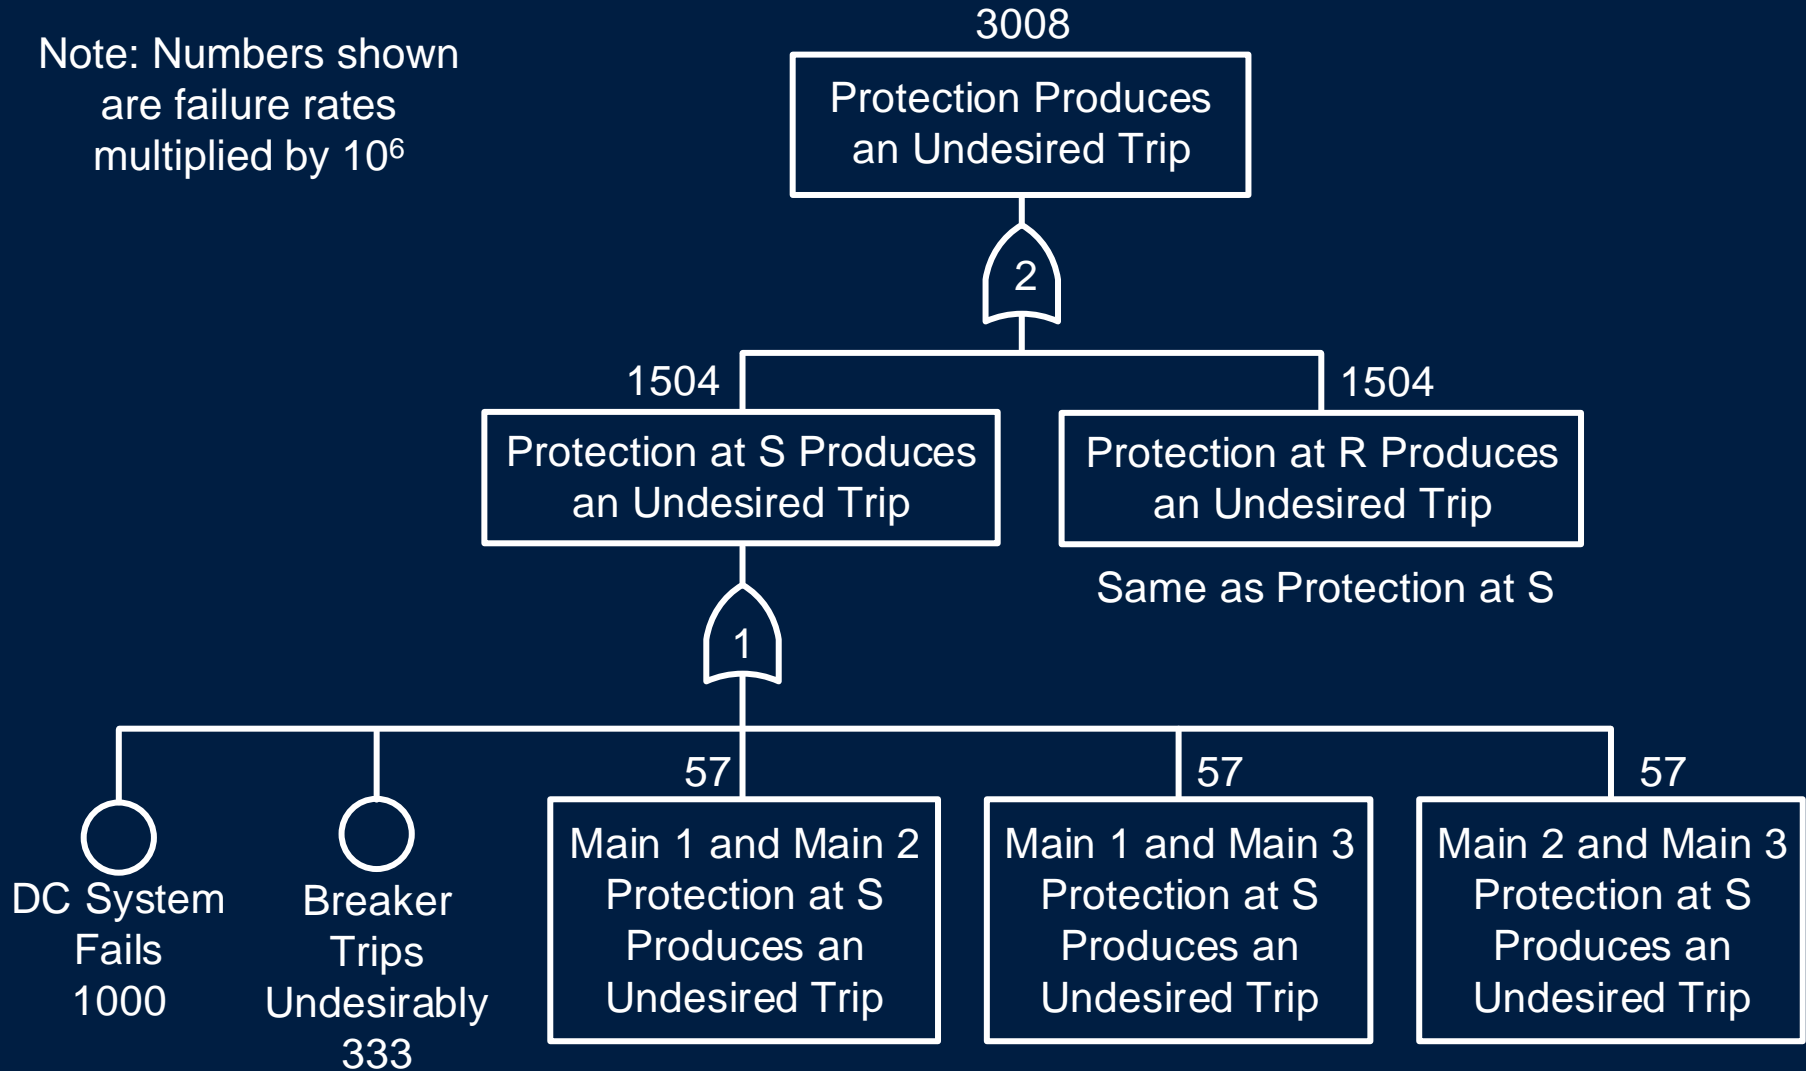 Note: Numbers shown
are failure rates
multiplied by 10⁶
3008
Protection Produces
an Undesired Trip
2
1504
1504
Protection at S Produces
an Undesired Trip
Protection at R Produces
an Undesired Trip
Same as Protection at S
1
57
57
57
DC System
Fails
1000
Breaker
Trips
Undesirably
333
Main 1 and Main 2
Protection at S
Produces an
Undesired Trip
Main 1 and Main 3
Protection at S
Produces an
Undesired Trip
Main 2 and Main 3
Protection at S
Produces an
Undesired Trip